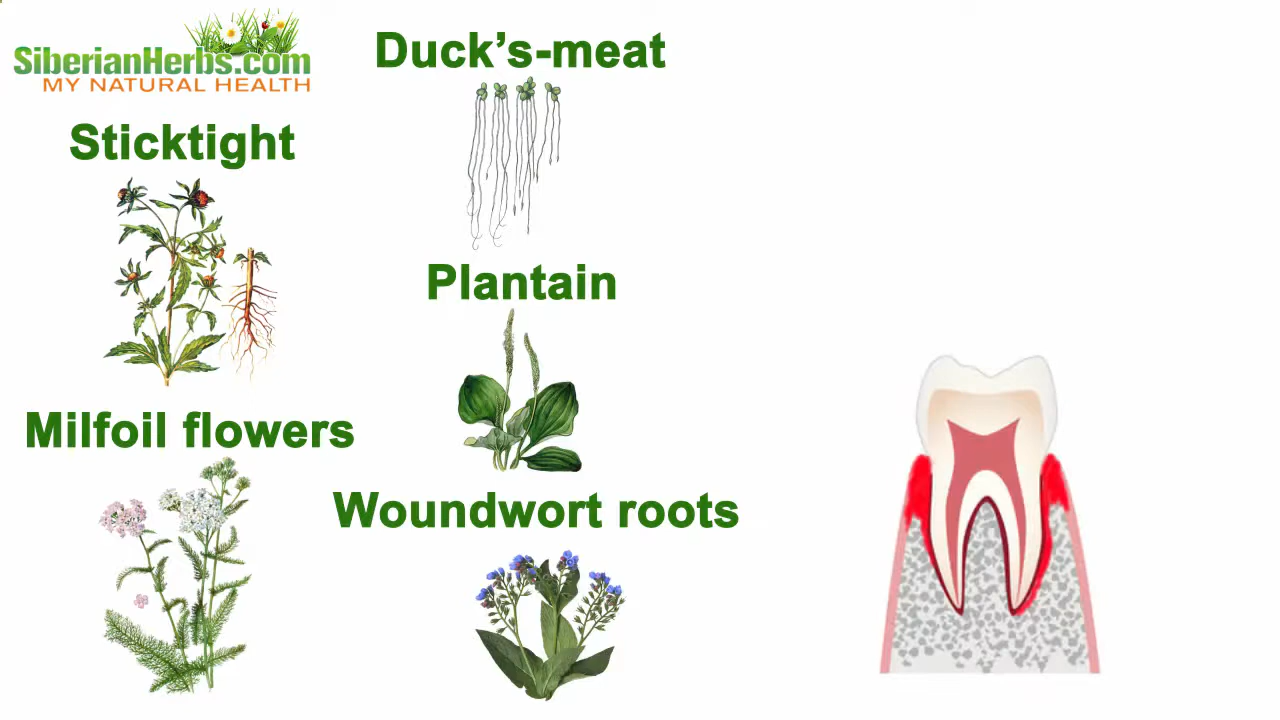 SiberianHerbs.com
MY NATURAL HEALTH
Duck’s-meat
Sticktight
Plantain
Milfoil flowers
Woundwort roots